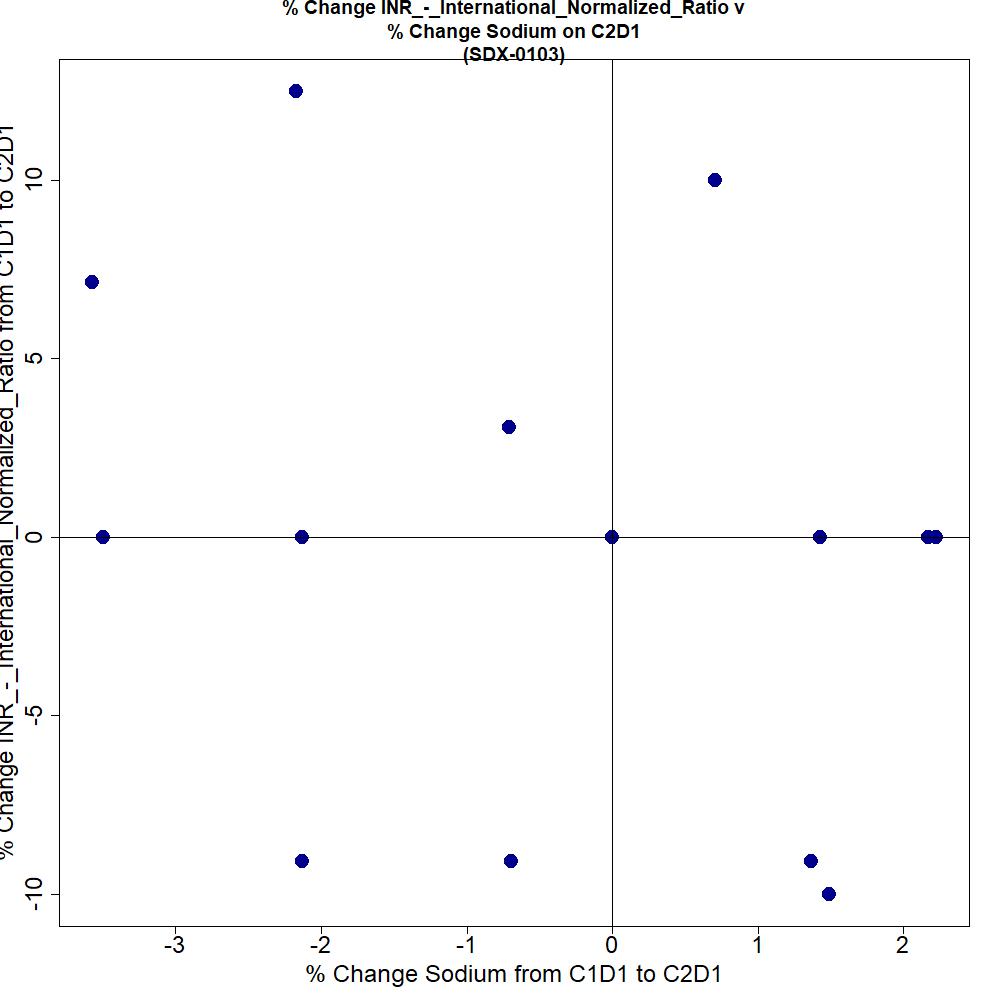 % Change INR_-_International_Normalized_Ratio v
% Change Sodium on C2D1
(SDX-0103)
% Change INR_-_International_Normalized_Ratio from C1D1 to C2D1
10
5
0
-5
-10
-3
-2
-1
0
1
2
% Change Sodium from C1D1 to C2D1